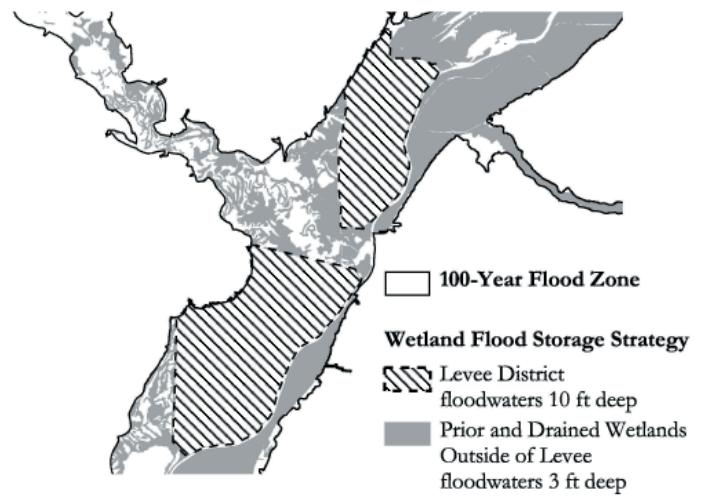 100-Year Flood Zone
Wetland Flood Storage Strategy
Levee District
floodwaters 10 ft deep
Prior and Drained Wetlands
Outside of Levee
floodwaters 3 ft deep